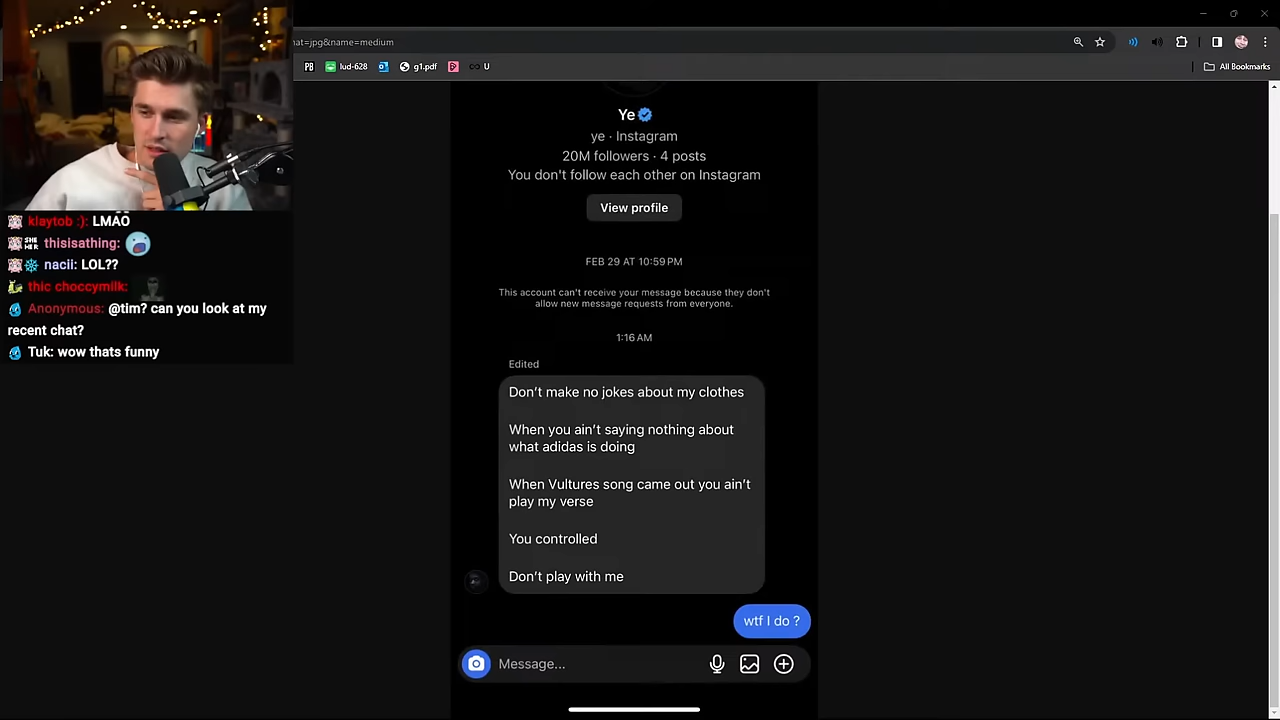 hat=jpg&name=medium
lud-628
g1.pdf
U
All Bookmarks
Ye
ye · Instagram
20M followers · 4 posts
You don't follow each other on Instagram
View profile
FEB 29 AT 10:59 PM
This account can't receive your message because they don't
allow new message requests from everyone.
1:16 AM
Edited
Don't make no jokes about my clothes
When you ain't saying nothing about
what adidas is doing
When Vultures song came out you ain't
play my verse
You controlled
Don't play with me
wtf I do ?
Message...
klaytob :): LMAO
thisisathing:
nacii: LOL??
thic choccymilk:
Anonymous: @tim? can you look at my
recent chat?
Tuk: wow thats funny